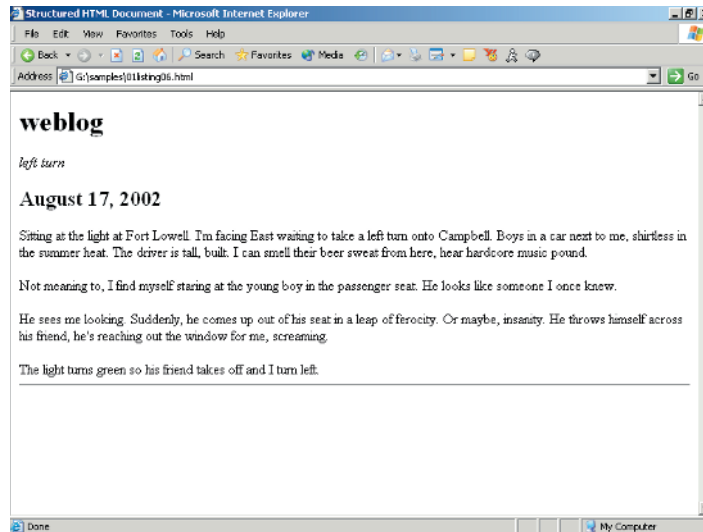 Structured HTML Document - Microsoft Internet Explorer
File Edit View Favorites Tools Help
Back Search Favorites Media
Address G:\samples\01listing06.html Go
weblog
left turn
August 17, 2002
Sitting at the light at Fort Lowell. I'm facing East waiting to take a left turn onto Campbell. Boys in a car next to me, shirtless in
the summer heat. The driver is tall, built. I can smell their beer sweat from here, hear hardcore music pound.
Not meaning to, I find myself staring at the young boy in the passenger seat. He looks like someone I once knew.
He sees me looking. Suddenly, he comes up out of his seat in a leap of ferocity. Or maybe, insanity. He throws himself across
his friend, he's reaching out the window for me, screaming.
The light turns green so his friend takes off and I turn left.
Done My Computer